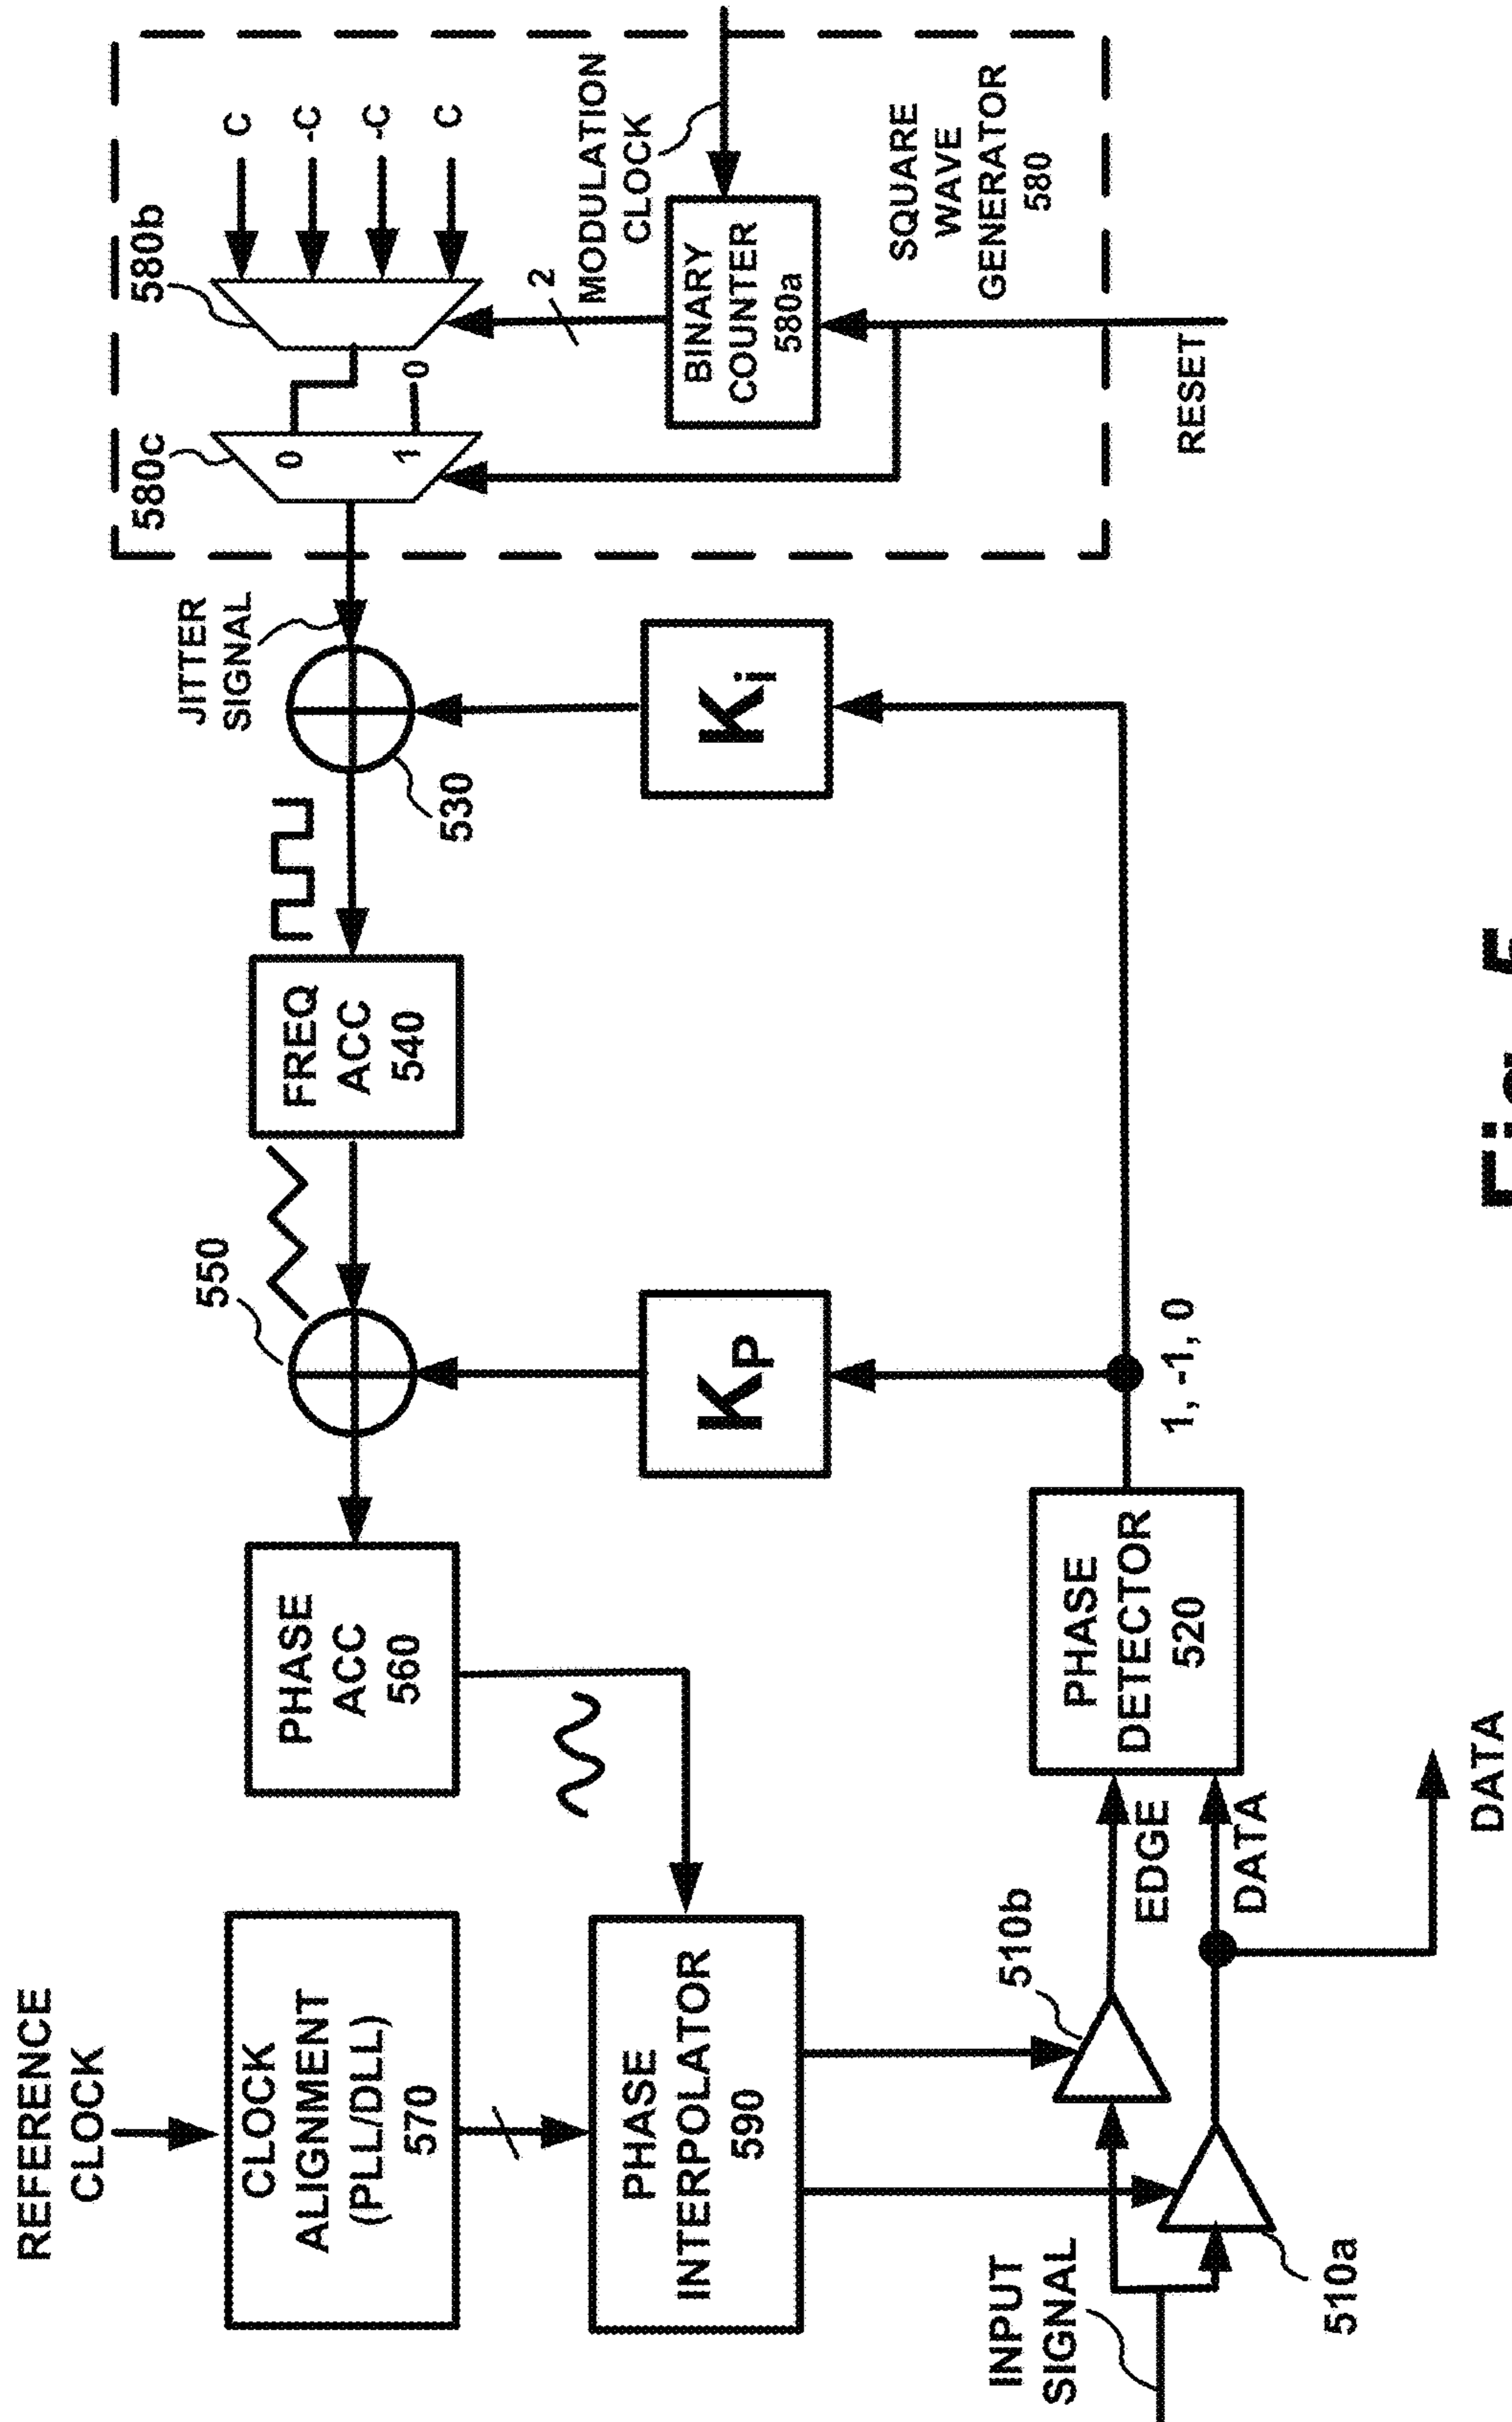 REFERENCE
CLOCK
CLOCK
ALIGNMENT
(PLL/DLL)
570
PHASE
INTERPOLATOR
590
PHASE
ACC
560
550
FREQ
ACC
540
530
JITTER
SIGNAL
580c
0
1
0
580b
C
-C
-C
C
2
MODULATION
CLOCK
BINARY
COUNTER
580a
SQUARE
WAVE
GENERATOR
580
RESET
KP
Ki
1, -1, 0
PHASE
DETECTOR
520
EDGE
DATA
DATA
510b
510a
INPUT
SIGNAL